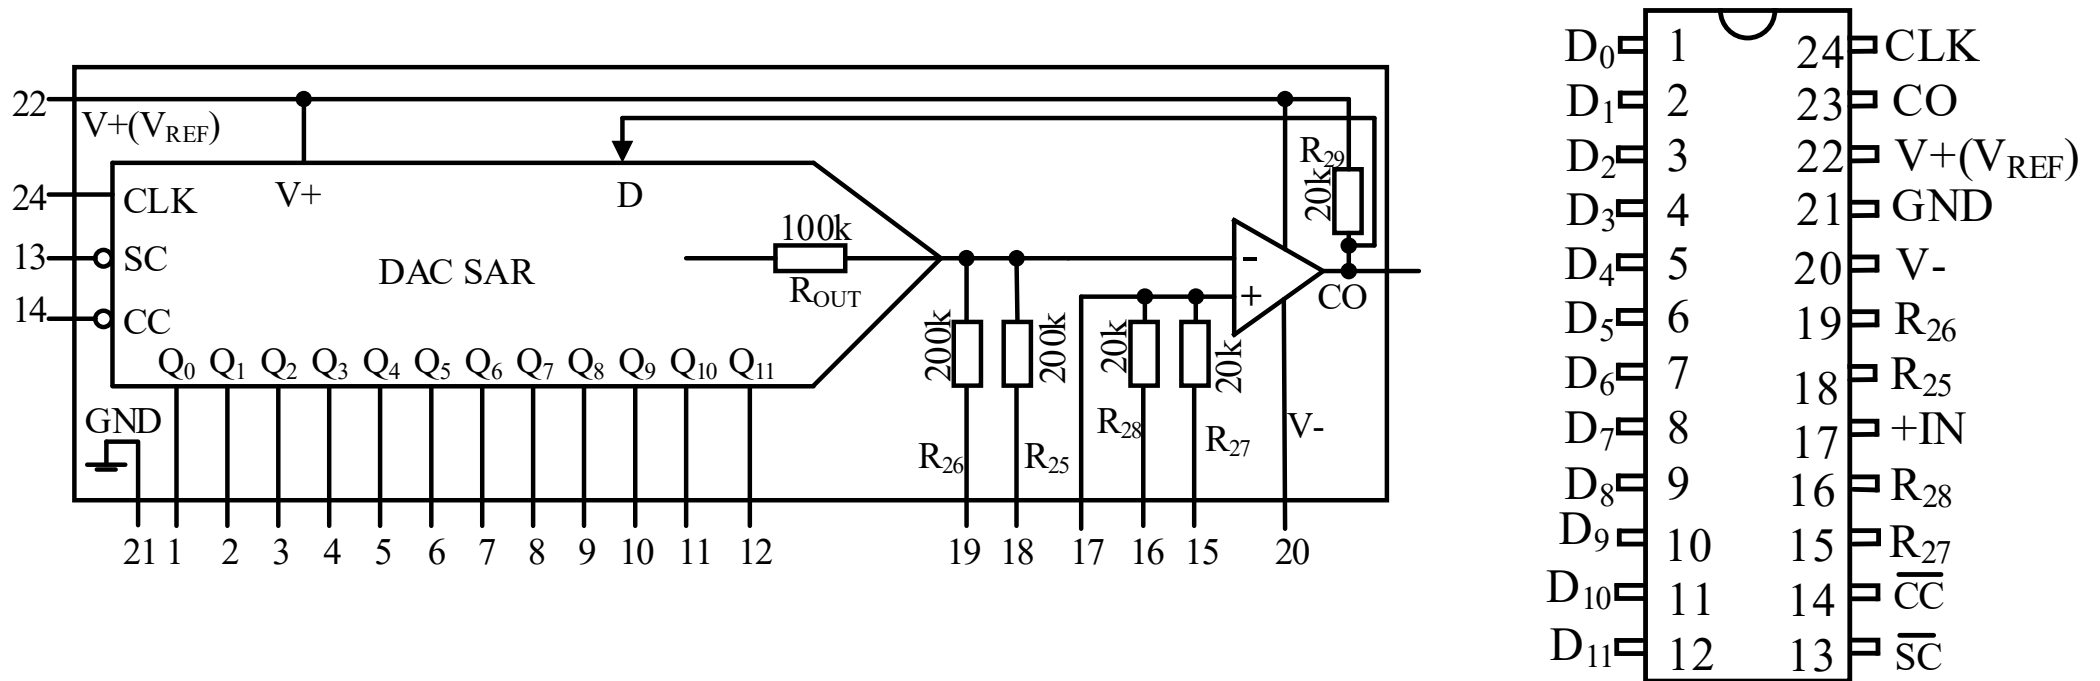 22
V+(VREF)
24
CLK
V+
D
R29
20k
13
SC
100k
DAC SAR
ROUT
-
+
CO
14
CC
200k
200k
20k
20k
Q0 Q1 Q2 Q3 Q4 Q5 Q6 Q7 Q8 Q9 Q10 Q11
GND
R26
R25
R28
R27
V-
21 1 2 3 4 5 6 7 8 9 10 11 12 19 18 17 16 15 20
D0 1 24 CLK
D1 2 23 CO
D2 3 22 V+(VREF)
D3 4 21 GND
D4 5 20 V-
D5 6 19 R26
D6 7 18 R25
D7 8 17 +IN
D8 9 16 R28
D9 10 15 R27
D10 11 14 CC
D11 12 13 SC